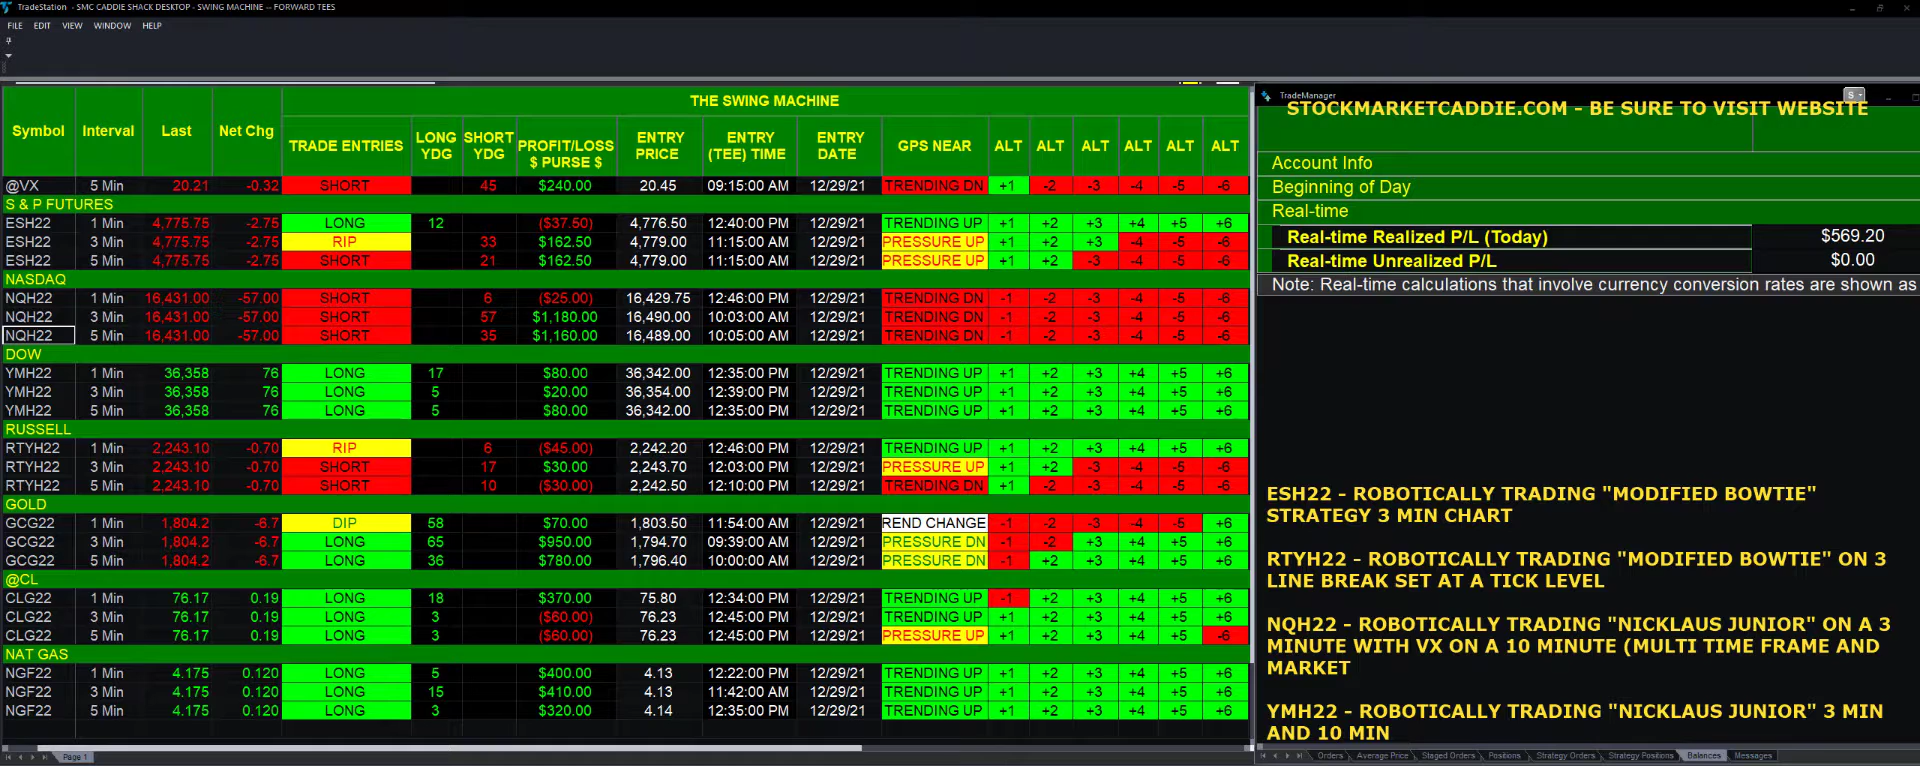 TradeStation - SMC CADDIE SHACK DESKTOP - SWING MACHINE -- FORWARD TEES
FILE EDIT VIEW WINDOW HELP
THE SWING MACHINE
Symbol Interval Last Net Chg TRADE ENTRIES LONG YDG SHORT YDG PROFIT/LOSS $ PURSE $ ENTRY PRICE ENTRY (TEE) TIME ENTRY DATE GPS NEAR ALT ALT ALT ALT ALT ALT
@VX 5 Min 20.21 -0.32 SHORT 45 $240.00 20.45 09:15:00 AM 12/29/21 TRENDING DN +1 -2 -3 -4 -5 -6
S & P FUTURES
ESH22 1 Min 4,775.75 -2.75 LONG 12 ($37.50) 4,776.50 12:40:00 PM 12/29/21 TRENDING UP +1 +2 +3 +4 +5 +6
ESH22 3 Min 4,775.75 -2.75 RIP 33 $162.50 4,779.00 11:15:00 AM 12/29/21 PRESSURE UP +1 +2 +3 -4 -5 -6
ESH22 5 Min 4,775.75 -2.75 SHORT 21 $162.50 4,779.00 11:15:00 AM 12/29/21 PRESSURE UP +1 +2 -3 -4 -5 -6
NASDAQ
NQH22 1 Min 16,431.00 -57.00 SHORT 6 ($25.00) 16,429.75 12:46:00 PM 12/29/21 TRENDING DN -1 -2 -3 -4 -5 -6
NQH22 3 Min 16,431.00 -57.00 SHORT 57 $1,180.00 16,490.00 10:03:00 AM 12/29/21 TRENDING DN -1 -2 -3 -4 -5 -6
NQH22 5 Min 16,431.00 -57.00 SHORT 35 $1,160.00 16,489.00 10:05:00 AM 12/29/21 TRENDING DN -1 -2 -3 -4 -5 -6
DOW
YMH22 1 Min 36,358 76 LONG 17 $80.00 36,342.00 12:35:00 PM 12/29/21 TRENDING UP +1 +2 +3 +4 +5 +6
YMH22 3 Min 36,358 76 LONG 5 $20.00 36,354.00 12:39:00 PM 12/29/21 TRENDING UP +1 +2 +3 +4 +5 +6
YMH22 5 Min 36,358 76 LONG 5 $80.00 36,342.00 12:35:00 PM 12/29/21 TRENDING UP +1 +2 +3 +4 +5 +6
RUSSELL
RTYH22 1 Min 2,243.10 -0.70 RIP 6 ($45.00) 2,242.20 12:46:00 PM 12/29/21 TRENDING UP +1 +2 +3 +4 +5 +6
RTYH22 3 Min 2,243.10 -0.70 SHORT 17 $30.00 2,243.70 12:03:00 PM 12/29/21 PRESSURE UP +1 +2 -3 -4 -5 -6
RTYH22 5 Min 2,243.10 -0.70 SHORT 10 ($30.00) 2,242.50 12:10:00 PM 12/29/21 TRENDING DN +1 -2 -3 -4 -5 -6
GOLD
GCG22 1 Min 1,804.2 -6.7 DIP 58 $70.00 1,803.50 11:54:00 AM 12/29/21 REND CHANGE -1 -2 -3 -4 -5 +6
GCG22 3 Min 1,804.2 -6.7 LONG 65 $950.00 1,794.70 09:39:00 AM 12/29/21 PRESSURE DN -1 -2 +3 +4 +5 +6
GCG22 5 Min 1,804.2 -6.7 LONG 36 $780.00 1,796.40 10:00:00 AM 12/29/21 PRESSURE DN -1 +2 +3 +4 +5 +6
@CL
CLG22 1 Min 76.17 0.19 LONG 18 $370.00 75.80 12:34:00 PM 12/29/21 TRENDING UP -1 +2 +3 +4 +5 +6
CLG22 3 Min 76.17 0.19 LONG 3 ($60.00) 76.23 12:45:00 PM 12/29/21 TRENDING UP +1 +2 +3 +4 +5 +6
CLG22 5 Min 76.17 0.19 LONG 3 ($60.00) 76.23 12:45:00 PM 12/29/21 PRESSURE UP +1 +2 +3 +4 +5 -6
NAT GAS
NGF22 1 Min 4.175 0.120 LONG 5 $400.00 4.13 12:22:00 PM 12/29/21 TRENDING UP +1 +2 +3 +4 +5 +6
NGF22 3 Min 4.175 0.120 LONG 15 $410.00 4.13 11:42:00 AM 12/29/21 TRENDING UP +1 +2 +3 +4 +5 +6
NGF22 5 Min 4.175 0.120 LONG 3 $320.00 4.14 12:35:00 PM 12/29/21 TRENDING UP +1 +2 +3 +4 +5 +6
Page 1
TradeManager
S
STOCKMARKETCADDIE.COM - BE SURE TO VISIT WEBSITE
Account Info
Beginning of Day
Real-time
Real-time Realized P/L (Today) $569.20
Real-time Unrealized P/L $0.00
Note: Real-time calculations that involve currency conversion rates are shown as
ESH22 - ROBOTICALLY TRADING "MODIFIED BOWTIE"
STRATEGY 3 MIN CHART
RTYH22 - ROBOTICALLY TRADING "MODIFIED BOWTIE" ON 3
LINE BREAK SET AT A TICK LEVEL
NQH22 - ROBOTICALLY TRADING "NICKLAUS JUNIOR" ON A 3
MINUTE WITH VX ON A 10 MINUTE (MULTI TIME FRAME AND
MARKET
YMH22 - ROBOTICALLY TRADING "NICKLAUS JUNIOR" 3 MIN
AND 10 MIN
Orders Average Price Staged Orders Positions Strategy Orders Strategy Positions Balances Messages